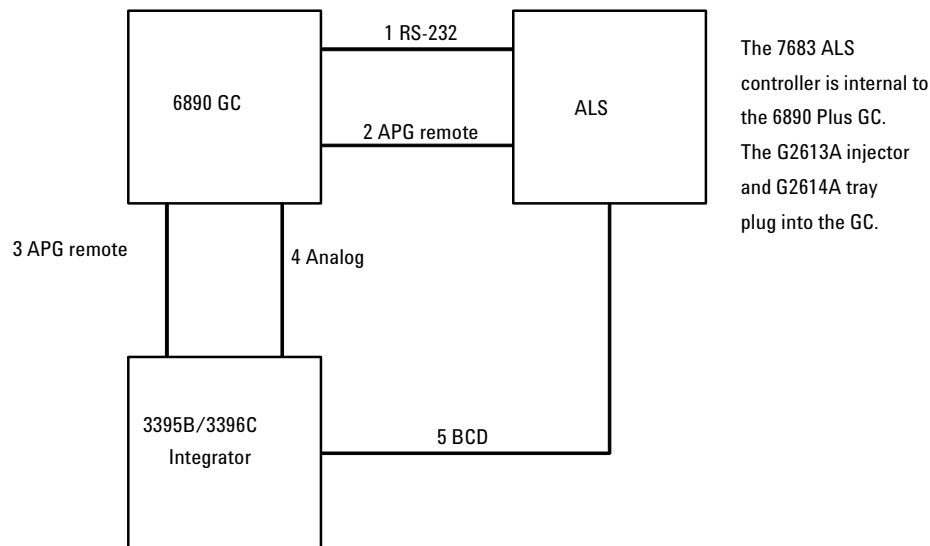 1 RS-232
6890 GC
ALS
2 APG remote
The 7683 ALS
controller is internal to
the 6890 Plus GC.
The G2613A injector
and G2614A tray
plug into the GC.
3 APG remote
4 Analog
3395B/3396C
Integrator
5 BCD